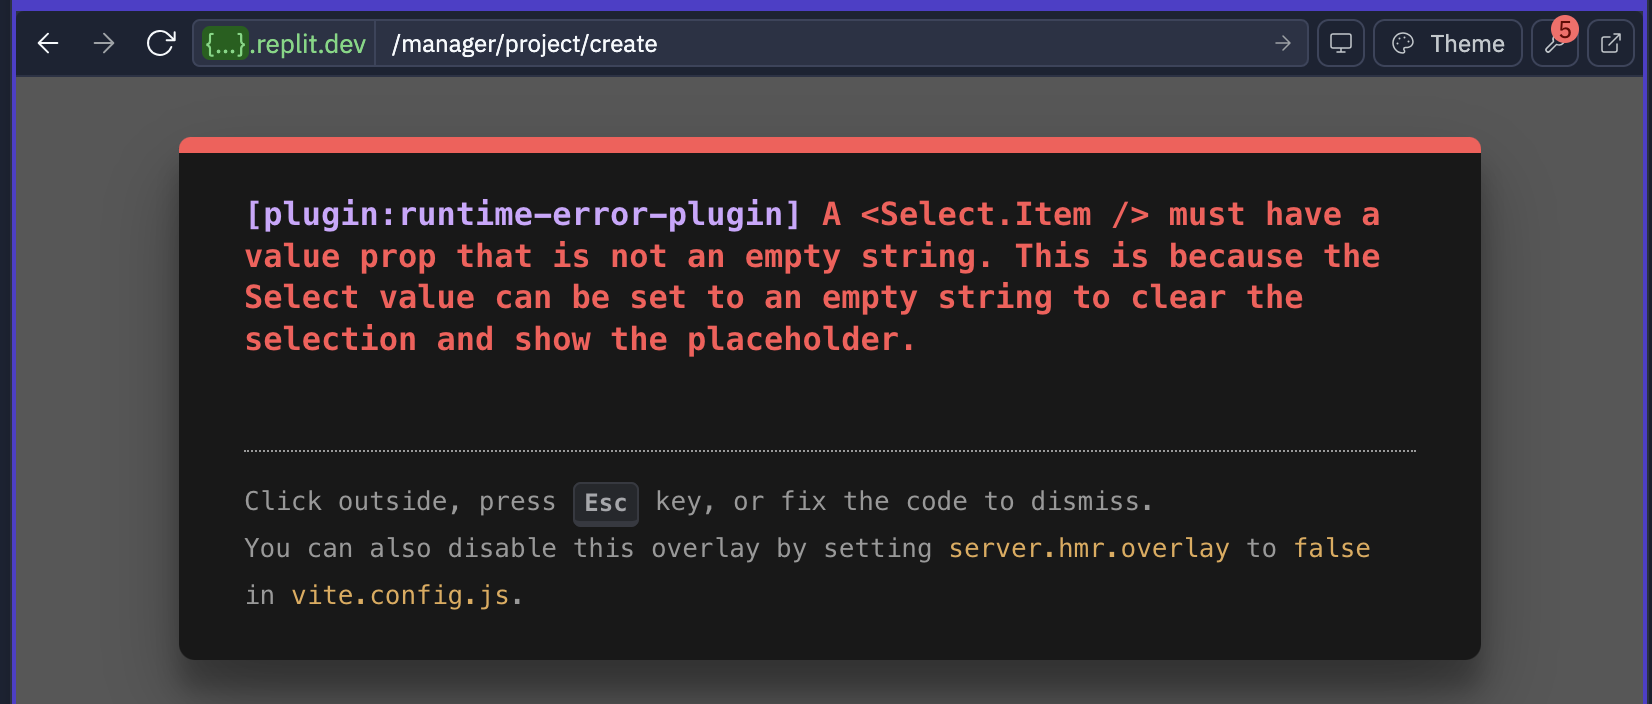 {...}.replit.dev /manager/project/create Theme 5
[plugin:runtime-error-plugin] A <Select.Item /> must have a
value prop that is not an empty string. This is because the
Select value can be set to an empty string to clear the
selection and show the placeholder.
Click outside, press Esc key, or fix the code to dismiss.
You can also disable this overlay by setting server.hmr.overlay to false
in vite.config.js.